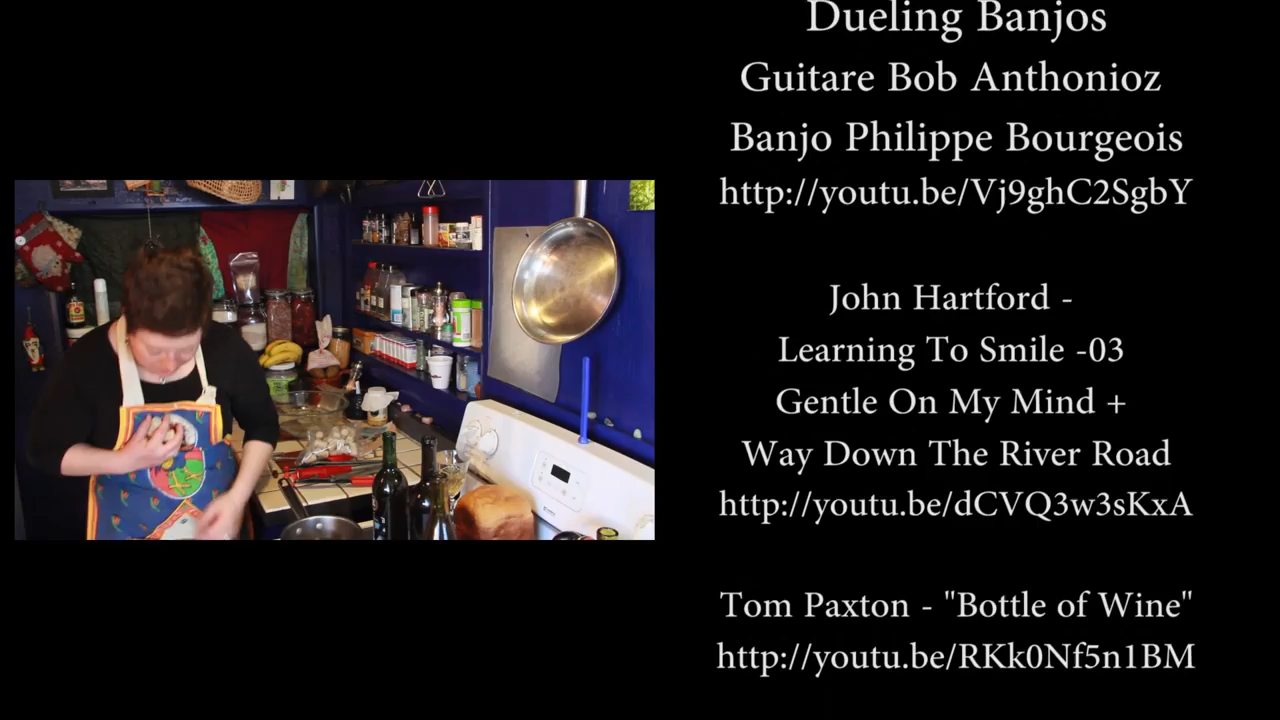 Dueling Banjos
Guitare Bob Anthonioz
Banjo Philippe Bourgeois
http://youtu.be/Vj9ghC2SgbY
John Hartford -
Learning To Smile -03
Gentle On My Mind +
Way Down The River Road
http://youtu.be/dCVQ3w3sKxA
Tom Paxton - "Bottle of Wine"
http://youtu.be/RKk0Nf5n1BM